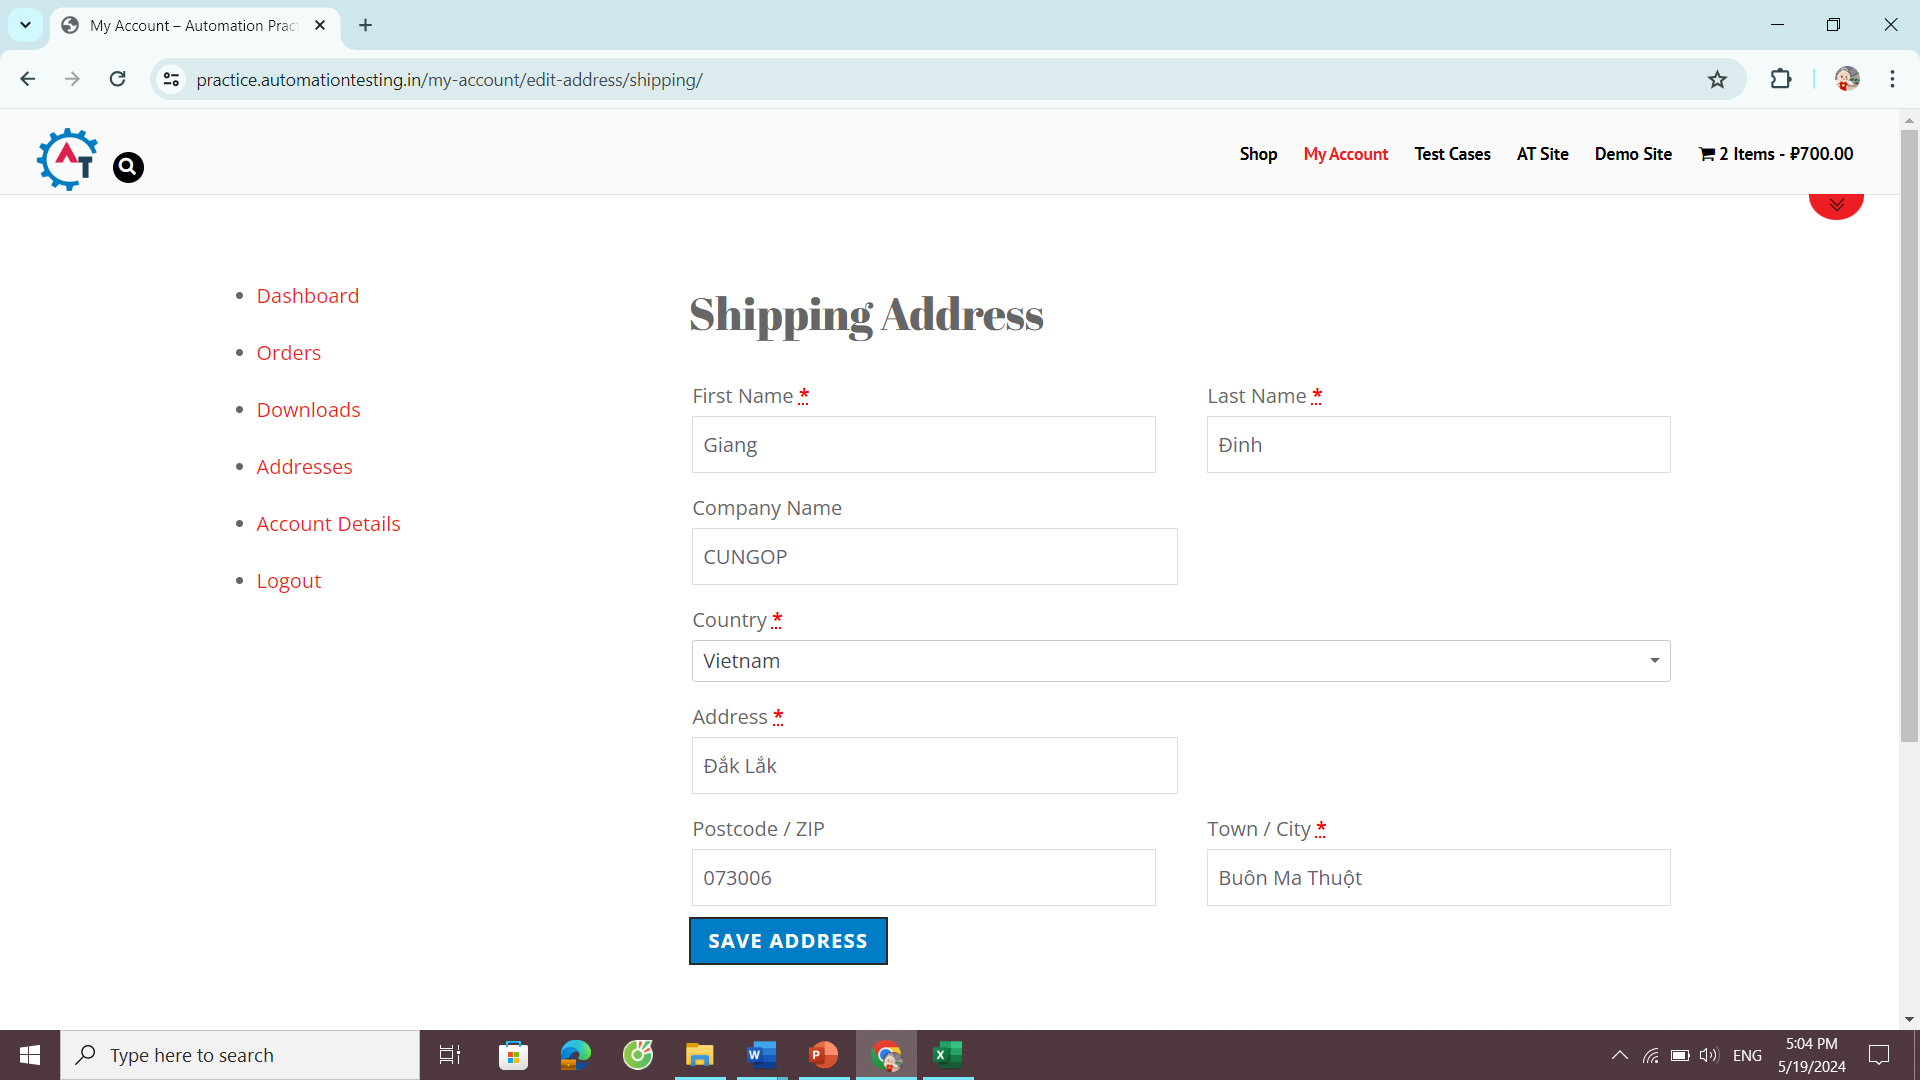 My Account – Automation Prac
practice.automationtesting.in/my-account/edit-address/shipping/
AT
Shop
My Account
Test Cases
AT Site
Demo Site
2 Items - ₽700.00
Dashboard
Orders
Downloads
Addresses
Account Details
Logout
Shipping Address
First Name *
Last Name *
Giang
Đinh
Company Name
CUNGOP
Country *
Vietnam
Address *
Đắk Lắk
Postcode / ZIP
Town / City *
073006
Buôn Ma Thuột
SAVE ADDRESS
Type here to search
ENG
5:04 PM
5/19/2024